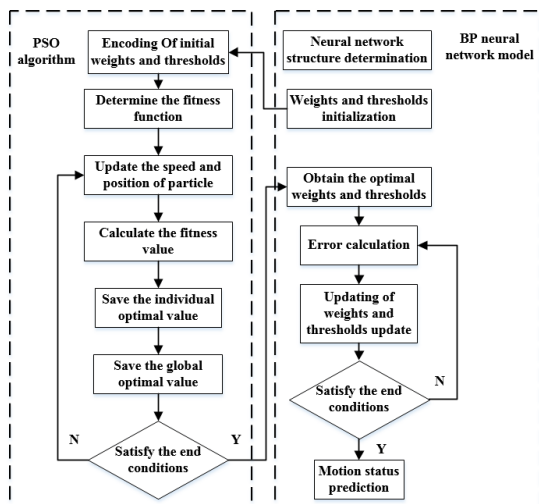 PSO
algorithm
Encoding Of initial
weights and thresholds
Determine the fitness
function
Update the speed and
position of particle
Calculate the fitness
value
Save the individual
optimal value
Save the global
optimal value
Satisfy the end
conditions
N
Y
Neural network
structure determination
BP neural
network model
Weights and thresholds
initialization
Obtain the optimal
weights and thresholds
Error calculation
Updating of
weights and
thresholds update
Satisfy the end
conditions
N
Y
Motion status
prediction